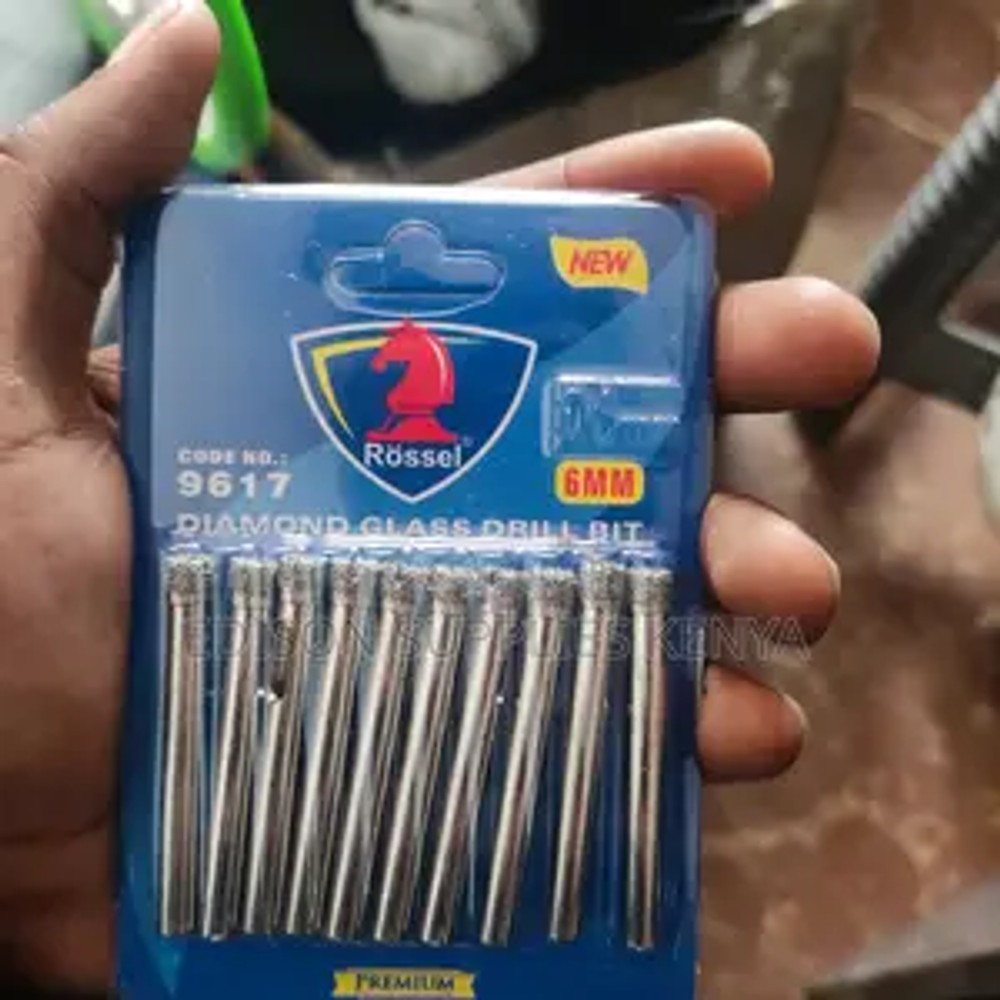 NEW
Rössel
CODE NO.:
9617
6MM
DIAMOND GLASS DRILL BIT
EDISON SUPPLIES KENYA
PREMIUM